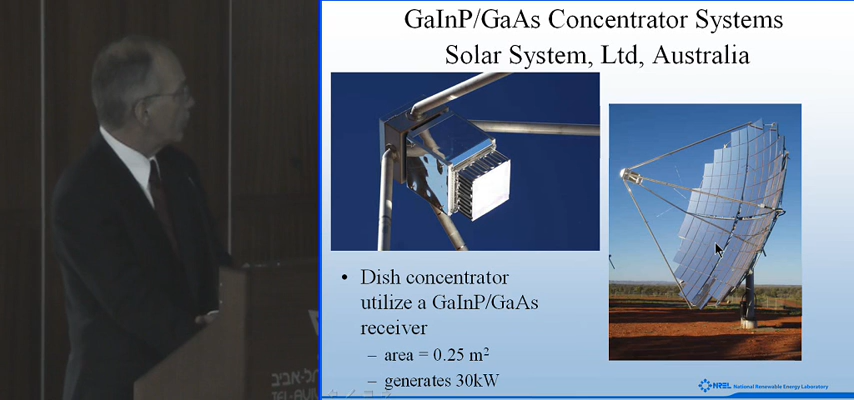 GaInP/GaAs Concentrator Systems
Solar System, Ltd, Australia
• Dish concentrator
utilize a GaInP/GaAs
receiver
– area = 0.25 m²
– generates 30kW
NREL National Renewable Energy Laboratory